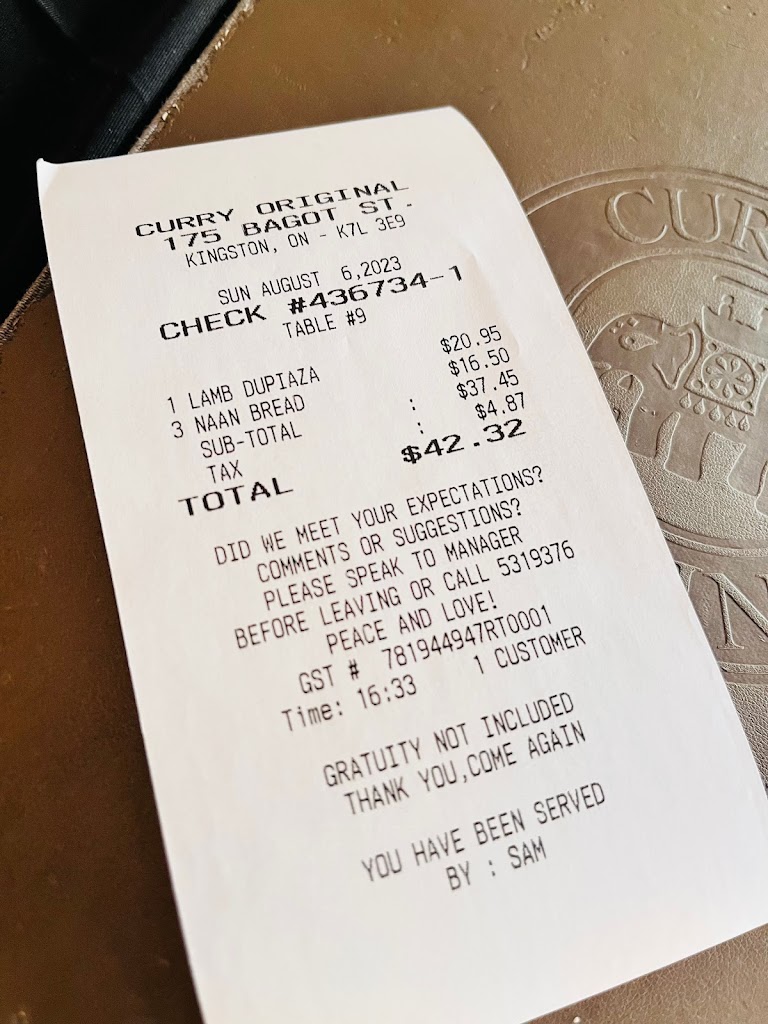 CURRY ORIGINAL
175 BAGOT ST.
KINGSTON, ON - K7L 3E9
SUN AUGUST 6,2023
CHECK #436734-1
TABLE #9
1 LAMB DUPIAZA $20.95
3 NAAN BREAD $16.50
SUB-TOTAL : $37.45
TAX : $4.87
TOTAL $42.32
DID WE MEET YOUR EXPECTATIONS?
COMMENTS OR SUGGESTIONS?
PLEASE SPEAK TO MANAGER
BEFORE LEAVING OR CALL 5319376
PEACE AND LOVE!
GST # 781944947RT0001
Time: 16:33 1 CUSTOMER
GRATUITY NOT INCLUDED
THANK YOU,COME AGAIN
YOU HAVE BEEN SERVED
BY : SAM
CUR